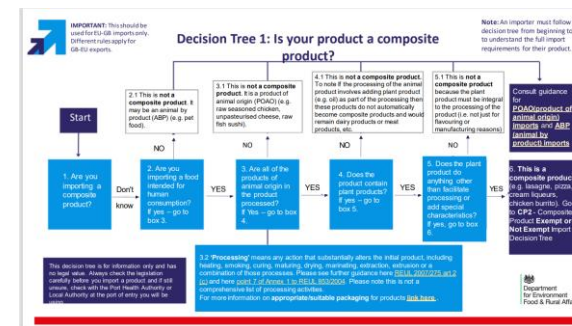 IMPORTANT: This should be
used for EU-GB imports only.
Different rules apply for
GB-EU exports.
Decision Tree 1: Is your product a composite
product?
Note: An importer must follow
decision tree from beginning to
to understand the full import
requirements for their product.
2.1 This is not a
composite product. It
may be an animal by
product (ABP) (e.g. pet
food).
3.1 This is not a composite
product. It is a product of
animal origin (POAO) (e.g.
raw seasoned chicken,
unpasteurised cheese, raw
fish sushi).
4.1 This is not a composite product.
To note if the processing of the animal
product involves adding plant product
(e.g. oil) as part of the processing then
these products do not automatically
become composite products and would
remain dairy products or meat
products, etc.
5.1 This is not a
composite product
because the plant
product must be integral
to the processing of the
product (i.e. not just for
flavouring or
manufacturing reasons)
Consult guidance
for
POAO(product of
animal origin)
imports and ABP
(animal by
product) imports
Start
NO
NO
NO
NO
1. Are you
importing a
composite
product?
Don't
know
2. Are you
importing a food
intended for
human
consumption?
If yes – go to
box 3.
YES
3. Are all of the
products of
animal origin in
the product
processed?
If Yes – go to box
4.
YES
4. Does the
product contain
plant products?
If yes – go to
box 5.
YES
5. Does the plant
product do
anything other
than facilitate
processing or
add special
characteristics?
If yes, go to box
6.
YES
6. This is a
composite product
(e.g. lasagne, pizza,
cream liqueurs,
chicken burrito). Go
to CP2 - Composite
Product Exempt or
Not Exempt Import
Decision Tree
This decision tree is for information only and has
no legal value. Always check the legislation
carefully before you import a product and if still
unsure, check with the Port Health Authority or
Local Authority at the port of entry you will be
using.
3.2 'Processing' means any action that substantially alters the initial product, including
heating, smoking, curing, maturing, drying, marinating, extraction, extrusion or a
combination of those processes. Please see further guidance here REUL 2007/275 art 2
(c) and here point 7 of Annex 1 to REUL 853/2004. Please note this is not a
comprehensive list of processing activities.
For more information on appropriate/suitable packaging for products link here.
Department
for Environment
Food & Rural Affa